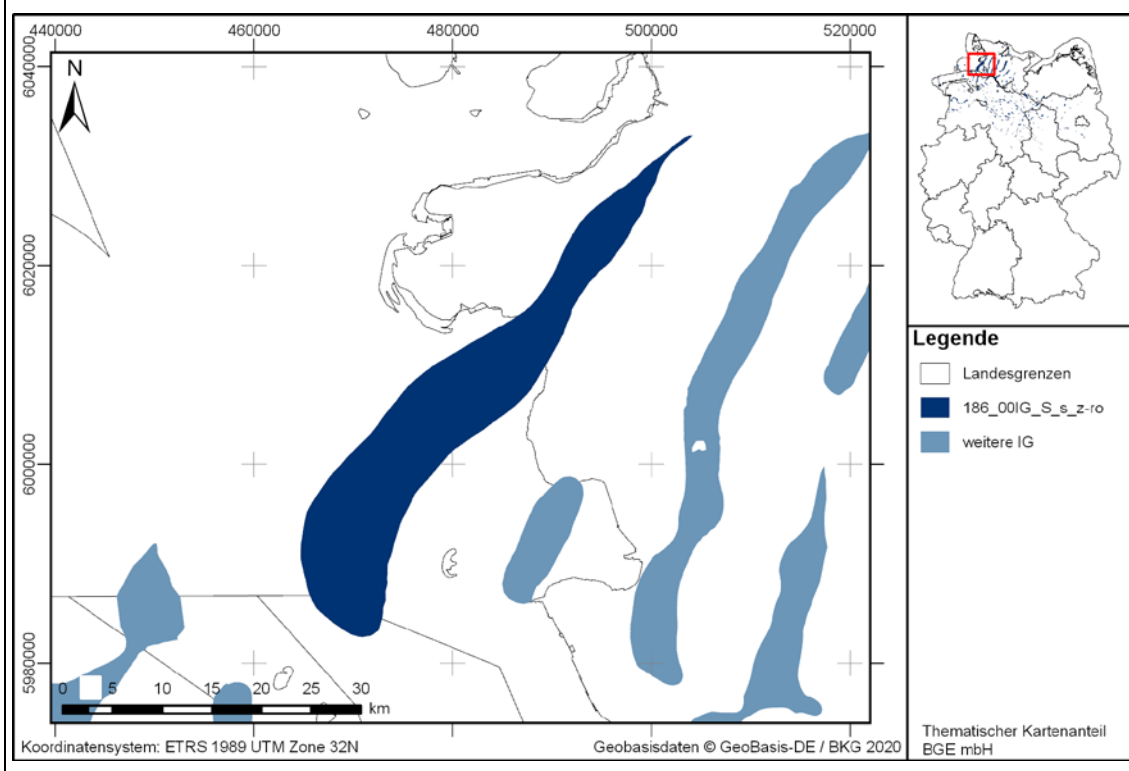 440000 460000 480000 500000 520000
6040000
6020000
6000000
5980000
N
0 5 10 15 20 25 30
km
Koordinatensystem: ETRS 1989 UTM Zone 32N
Geobasisdaten © GeoBasis-DE / BKG 2020
Legende
Landesgrenzen
186_00IG_S_s_z-ro
weitere IG
Thematischer Kartenanteil
BGE mbH